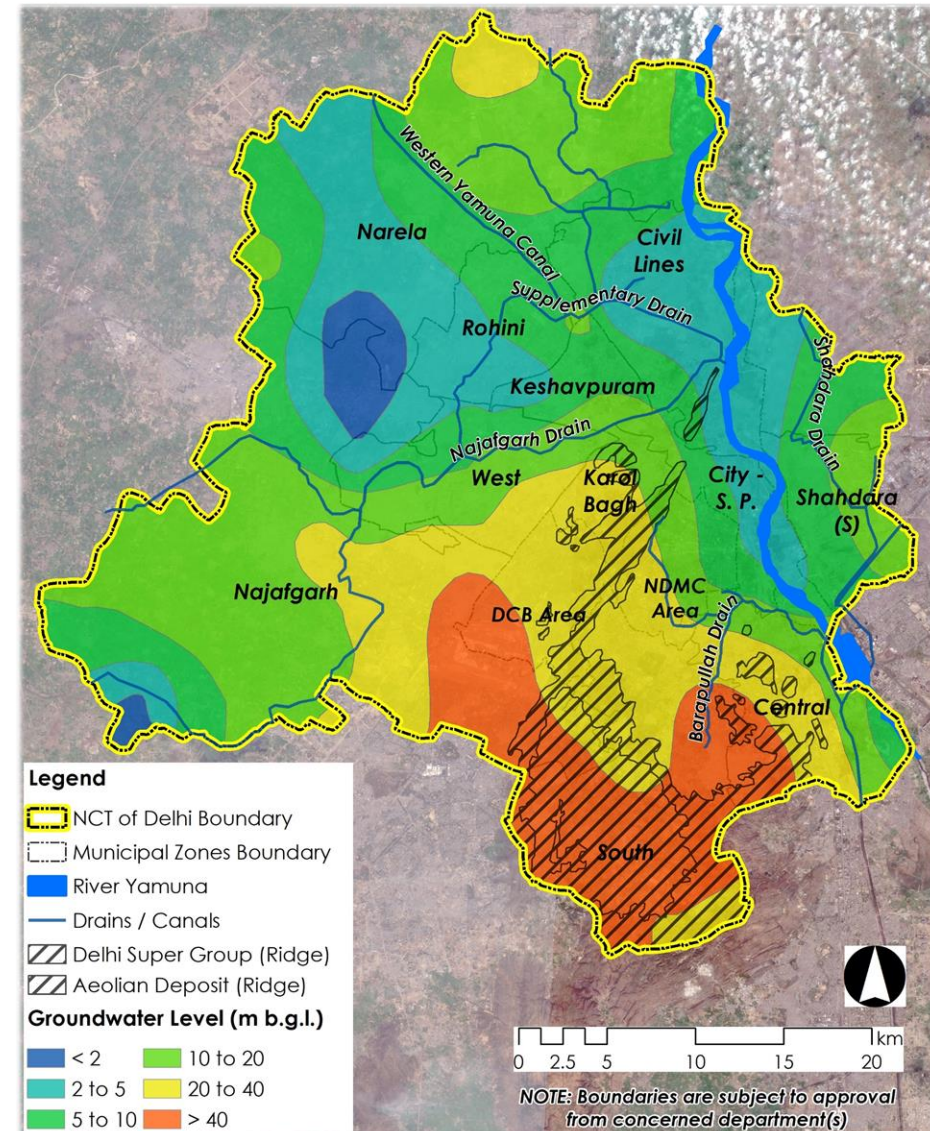 Western Yamuna Canal
Narela
Civil
Lines
Supplementary Drain
Rohini
Shahdara Drain
Keshavpuram
Najafgarh Drain
West
Karol
Bagh
City -
S. P.
Shahdara
(S)
Najafgarh
DCB Area
NDMC
Area
Barapullah Drain
Central
South
Legend
NCT of Delhi Boundary
Municipal Zones Boundary
River Yamuna
Drains / Canals
Delhi Super Group (Ridge)
Aeolian Deposit (Ridge)
Groundwater Level (m b.g.l.)
< 2
10 to 20
2 to 5
20 to 40
5 to 10
> 40
km
0 2.5 5 10 15 20
NOTE: Boundaries are subject to approval
from concerned department(s)